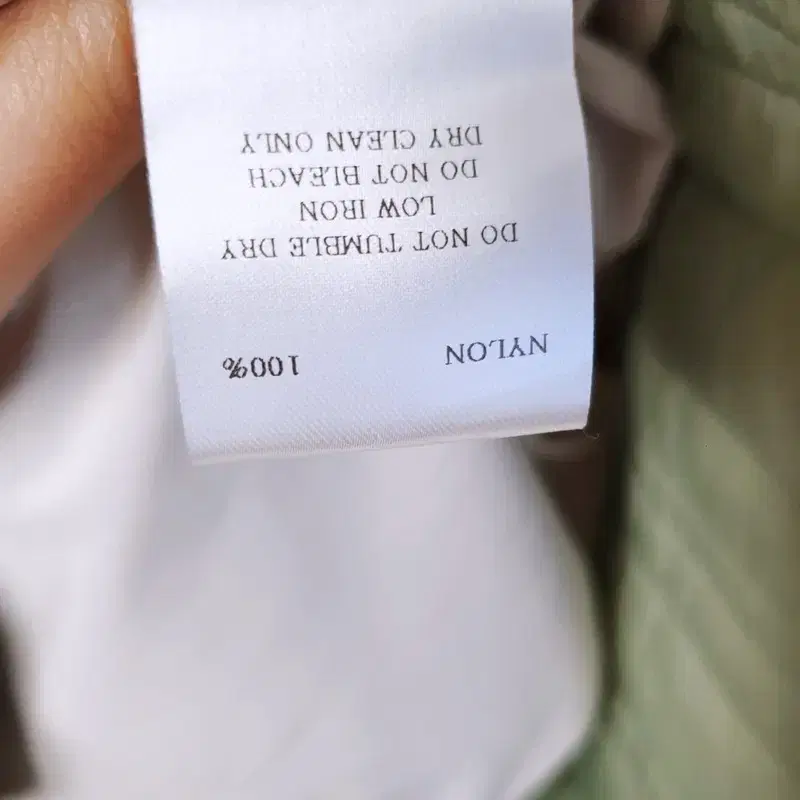 NYLON 100%
DO NOT TUMBLE DRY
LOW IRON
DO NOT BLEACH
DRY CLEAN ONLY